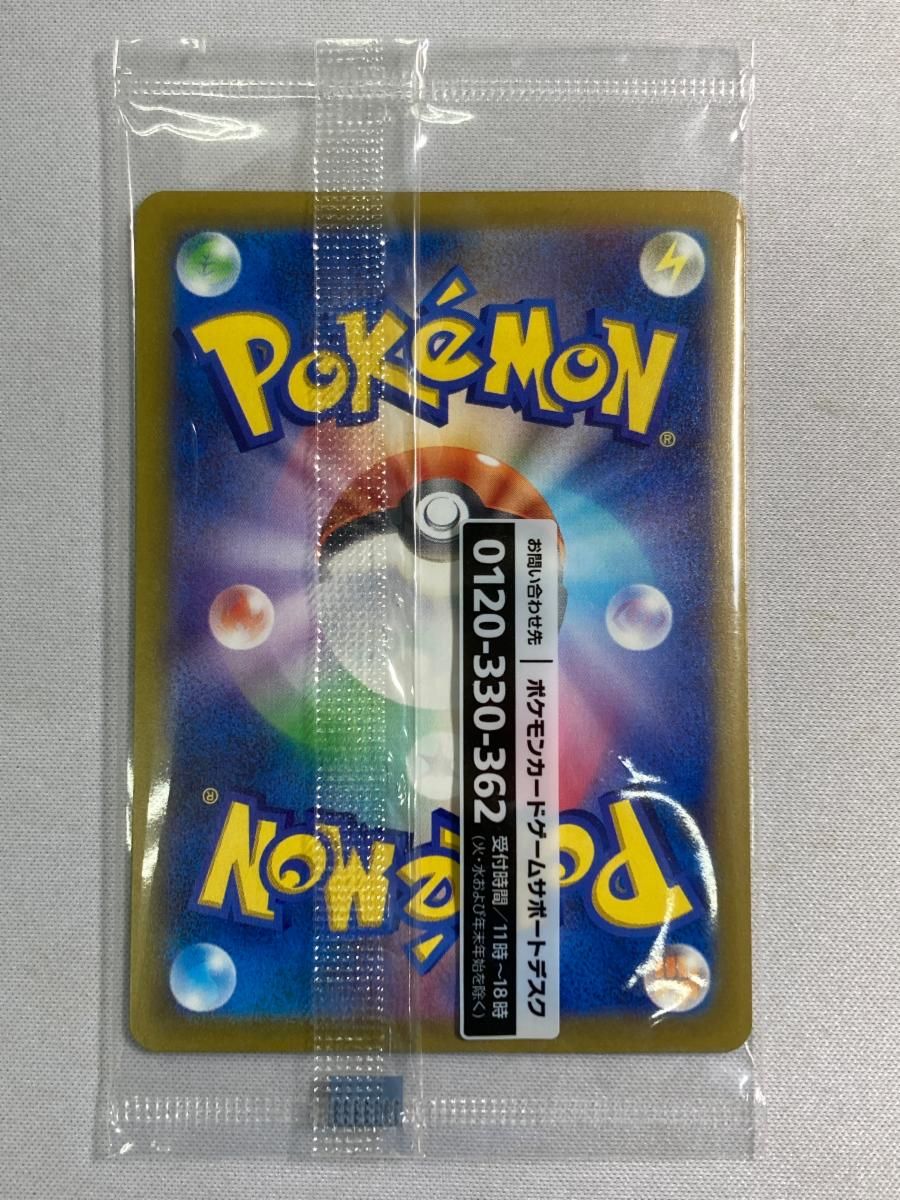 POKéMON
®
お問い合わせ先 | ポケモンカードゲームサポートデスク
0120-330-362 受付時間/11時~18時
(火・水および年末年始を除く)
POKéMON
®